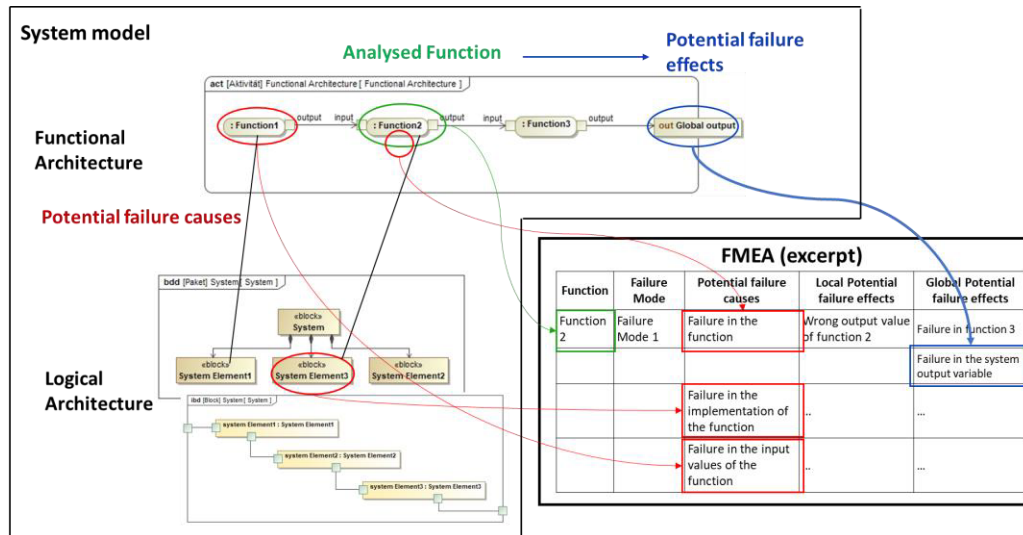 System model
Analysed Function
Potential failure
effects
act [Aktivität] Functional Architecture [ Functional Architecture ]
: Function1
output
input
: Function2
output
input
: Function3
output
out Global output
Functional
Architecture
Potential failure causes
bdd [Paket] System[ System ]
«block»
System
«block»
System Element1
«block»
System Element3
«block»
System Element2
Logical
Architecture
ibd [Block] System[ System ]
system Element1 : System Element1
system Element2 : System Element2
system Element3 : System Element3
FMEA (excerpt)
Function
Failure
Mode
Potential failure
causes
Local Potential
failure effects
Global Potential
failure effects
Function
2
Failure
Mode 1
Failure in the
function
Wrong output value
of function 2
Failure in function 3
Failure in the system
output variable
Failure in the
implementation of
the function
..
...
Failure in the input
values of the
function
..
...